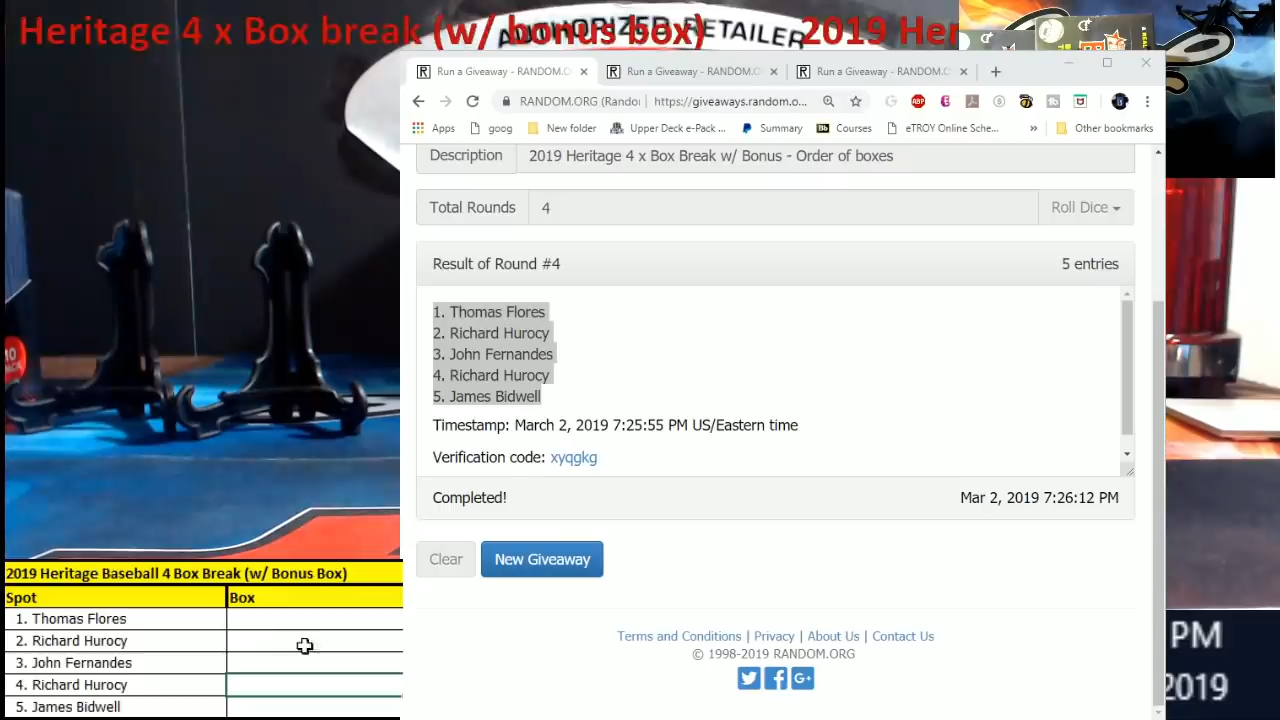 Heritage 4 x Box break (w/ bonus box)
2019 Her
AUTHORIZED RETAILER
Run a Giveaway - RANDOM.O
Run a Giveaway - RANDOM.O
Run a Giveaway - RANDOM.O
RANDOM.ORG (Rando
https://giveaways.random.o...
ABP
Apps
goog
New folder
Upper Deck e-Pack ...
Summary
Courses
eTROY Online Sche...
»
Other bookmarks
Description
2019 Heritage 4 x Box Break w/ Bonus - Order of boxes
Total Rounds
4
Roll Dice
Result of Round #4
5 entries
1. Thomas Flores
2. Richard Hurocy
3. John Fernandes
4. Richard Hurocy
5. James Bidwell
Timestamp: March 2, 2019 7:25:55 PM US/Eastern time
Verification code: xyqgkg
Completed!
Mar 2, 2019 7:26:12 PM
Clear
New Giveaway
Terms and Conditions | Privacy | About Us | Contact Us
© 1998-2019 RANDOM.ORG
2019 Heritage Baseball 4 Box Break (w/ Bonus Box)
Spot
Box
1. Thomas Flores
2. Richard Hurocy
3. John Fernandes
4. Richard Hurocy
5. James Bidwell
PM
2019